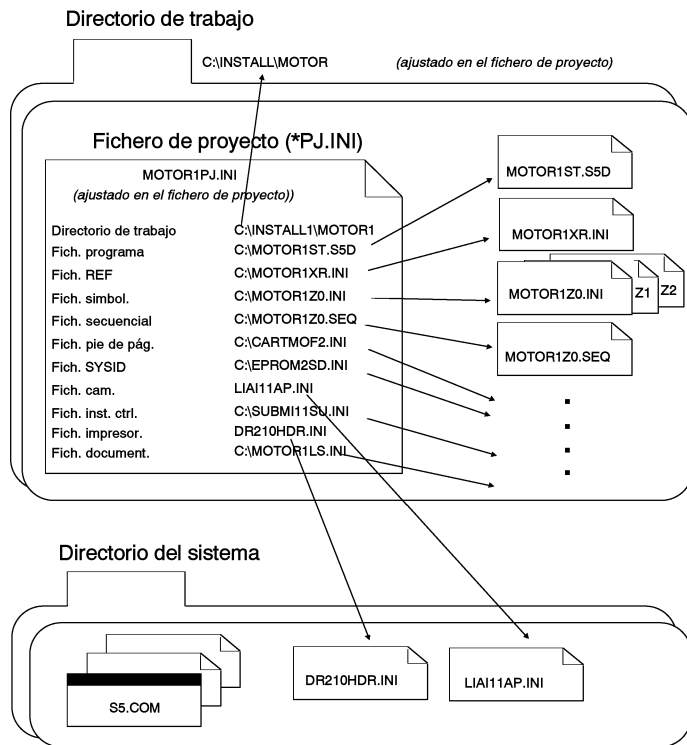 Directorio de trabajo
C:\INSTALL\MOTOR (ajustado en el fichero de proyecto)
Fichero de proyecto (*PJ.INI)
MOTOR1PJ.INI
(ajustado en el fichero de proyecto))
Directorio de trabajo C:\INSTALL1\MOTOR1
Fich. programa C:\MOTOR1ST.S5D
Fich. REF C:\MOTOR1XR.INI
Fich. simbol. C:\MOTOR1Z0.INI
Fich. secuencial C:\MOTOR1Z0.SEQ
Fich. pie de pág. C:\CARTMOF2.INI
Fich. SYSID C:\EPROM2SD.INI
Fich. cam. LIAI11AP.INI
Fich. inst. ctrl. C:\SUBMI11SU.INI
Fich. impresor. DR210HDR.INI
Fich. document. C:\MOTOR1LS.INI
MOTOR1ST.S5D
MOTOR1XR.INI
MOTOR1Z0.INI Z1 Z2
MOTOR1Z0.SEQ
Directorio del sistema
S5.COM
DR210HDR.INI
LIAI11AP.INI